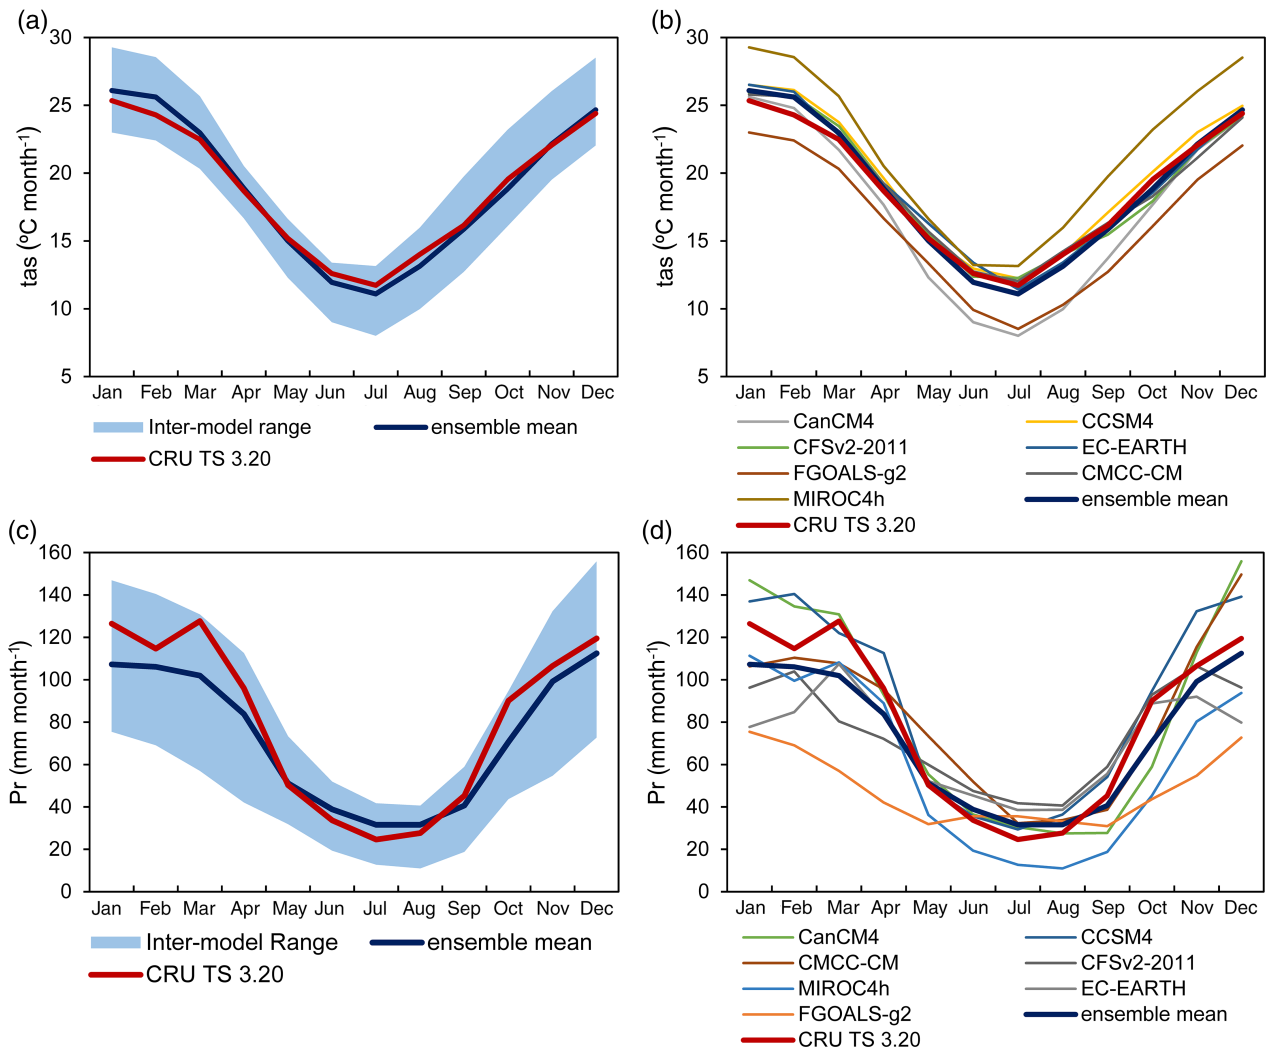 (a)
30
25
20
15
10
5
tas (ºC month⁻¹)
Jan Feb Mar Apr May Jun Jul Aug Sep Oct Nov Dec
Inter-model range
ensemble mean
CRU TS 3.20
(b)
30
25
20
15
10
5
tas (ºC month⁻¹)
Jan Feb Mar Apr May Jun Jul Aug Sep Oct Nov Dec
CanCM4
CCSM4
CFSv2-2011
EC-EARTH
FGOALS-g2
CMCC-CM
MIROC4h
ensemble mean
CRU TS 3.20
(c)
160
140
120
100
80
60
40
20
0
Pr (mm month⁻¹)
Jan Feb Mar Apr May Jun Jul Aug Sep Oct Nov Dec
Inter-model Range
ensemble mean
CRU TS 3.20
(d)
160
140
120
100
80
60
40
20
0
Pr (mm month⁻¹)
Jan Feb Mar Apr May Jun Jul Aug Sep Oct Nov Dec
CanCM4
CCSM4
CMCC-CM
CFSv2-2011
MIROC4h
EC-EARTH
FGOALS-g2
ensemble mean
CRU TS 3.20